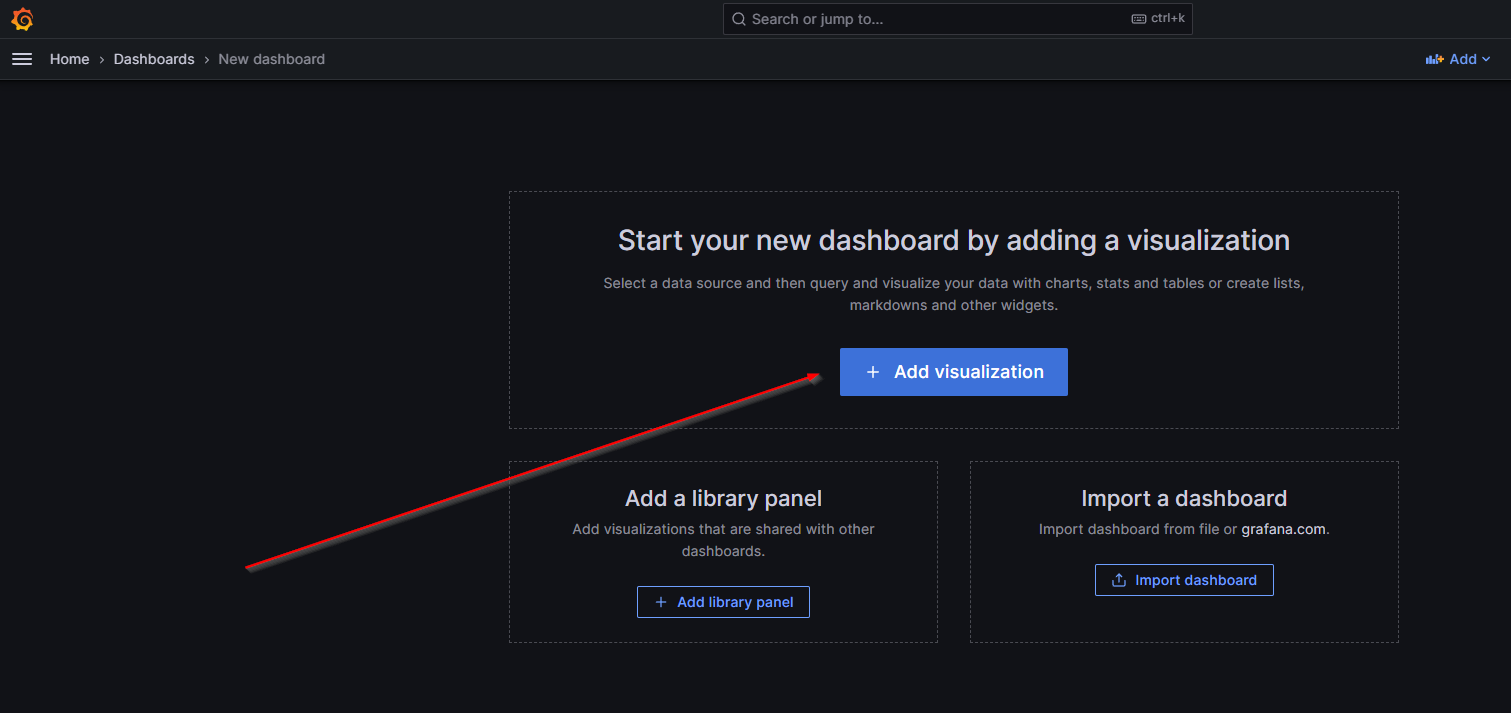 Search or jump to...
ctrl+k
Home › Dashboards › New dashboard
Add
Start your new dashboard by adding a visualization
Select a data source and then query and visualize your data with charts, stats and tables or create lists,
markdowns and other widgets.
+ Add visualization
Add a library panel
Add visualizations that are shared with other
dashboards.
+ Add library panel
Import a dashboard
Import dashboard from file or grafana.com.
Import dashboard